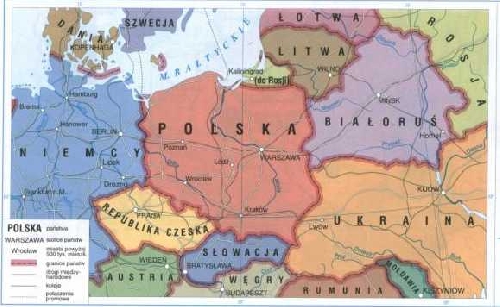 SZWECJA
DANIA
KOPENHAGA
M. BAŁTYCKIE
ŁOTWA
ROSJA
LITWA
WILNO
Kaliningrad
(do Rosji)
Hamburg
Hanower
BERLIN
NIEMCY
Lipsk
Drezno
POLSKA
Poznań
Łódź
WARSZAWA
Wrocław
Kraków
MIŃSK
BIAŁORUŚ
Homel
KIJÓW
UKRAINA
Lwów
PRAGA
REPUBLIKA CZESKA
SŁOWACJA
WIEDEŃ
BRATYSŁAWA
AUSTRIA
WĘGRY
BUDAPESZT
RUMUNIA
MOŁDAWIA
KISZYNIÓW
POLSKA państwa
WARSZAWA stolice państw
Wrocław miasta powyżej
500 tys. mieszk.
granice państw
drogi między-
narodowe
koleje
połączenia
promowe